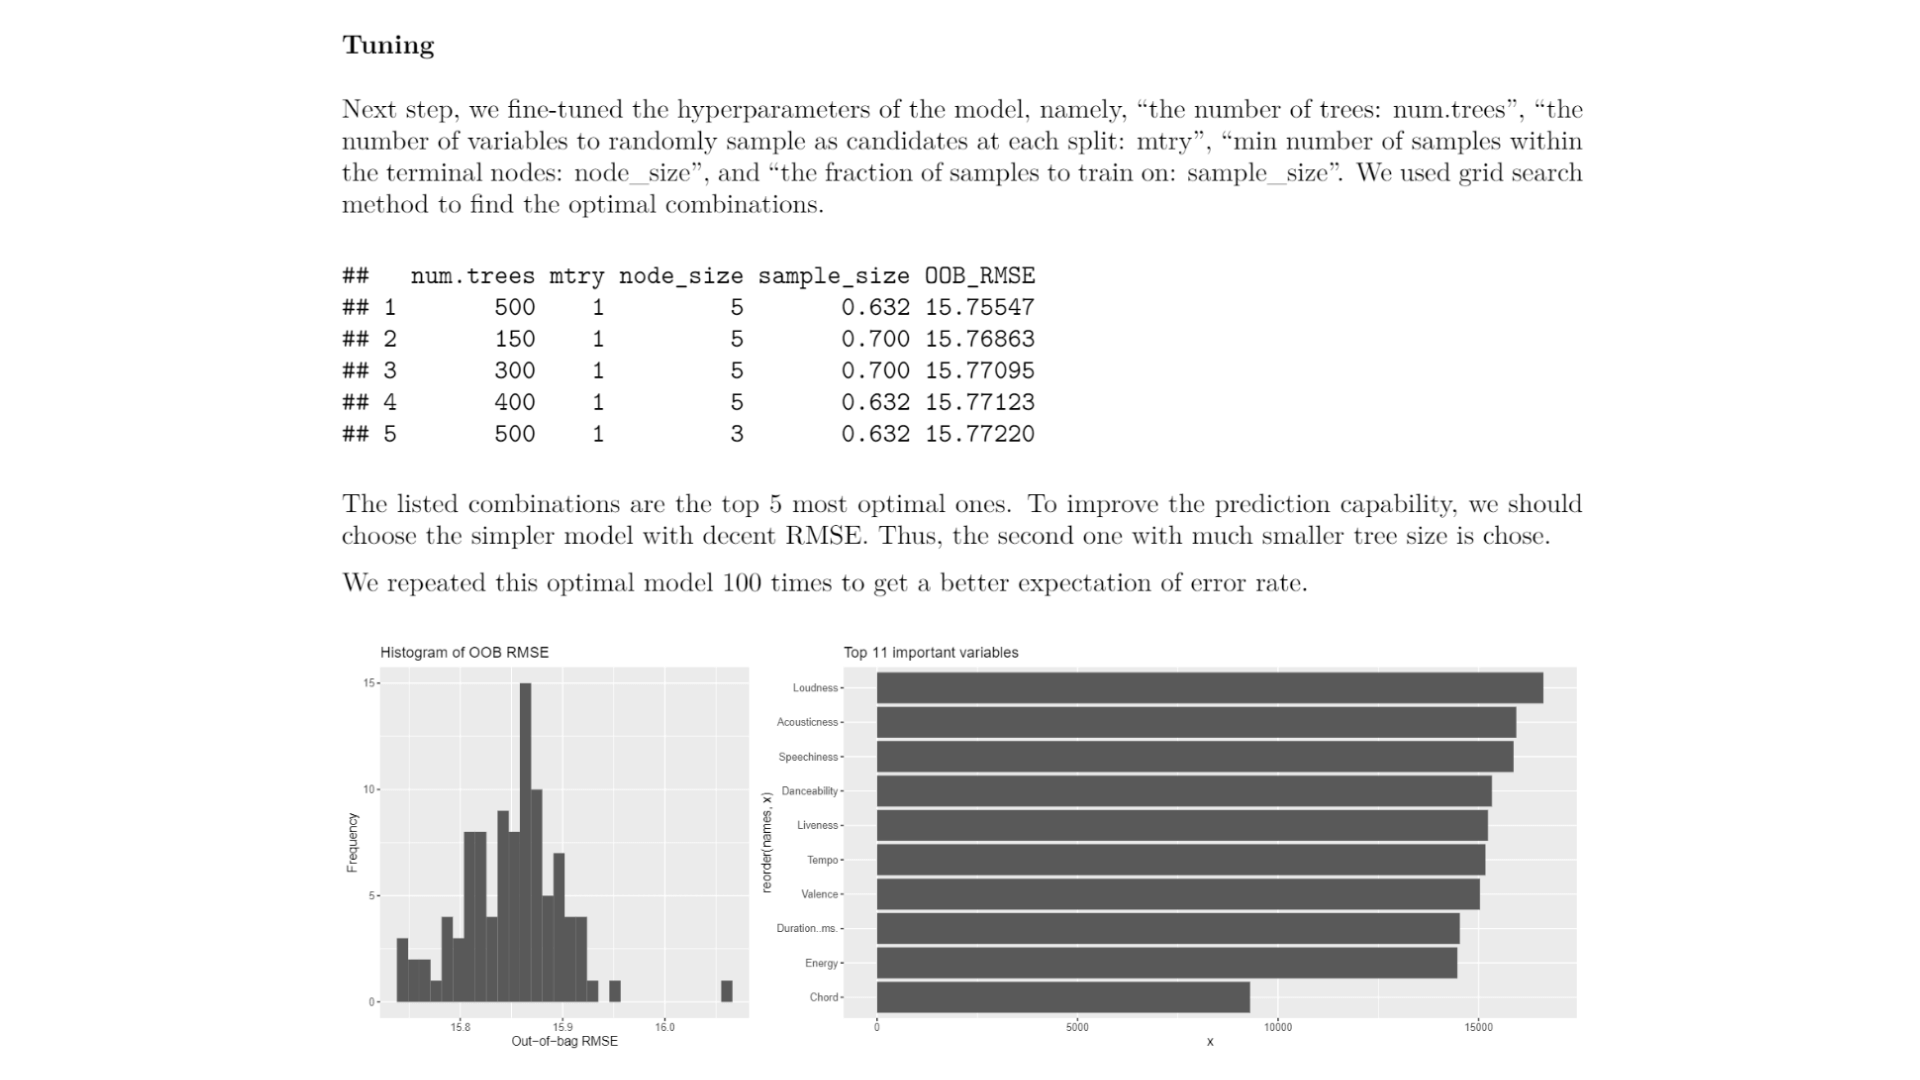 Tuning
Next step, we fine-tuned the hyperparameters of the model, namely, “the number of trees: num.trees”, “the
number of variables to randomly sample as candidates at each split: mtry”, “min number of samples within
the terminal nodes: node_size”, and “the fraction of samples to train on: sample_size”. We used grid search
method to find the optimal combinations.
## num.trees mtry node_size sample_size OOB_RMSE
## 1 500 1 5 0.632 15.75547
## 2 150 1 5 0.700 15.76863
## 3 300 1 5 0.700 15.77095
## 4 400 1 5 0.632 15.77123
## 5 500 1 3 0.632 15.77220
The listed combinations are the top 5 most optimal ones. To improve the prediction capability, we should
choose the simpler model with decent RMSE. Thus, the second one with much smaller tree size is chose.
We repeated this optimal model 100 times to get a better expectation of error rate.
Histogram of OOB RMSE
15
10
5
0
Frequency
15.8 15.9 16.0
Out-of-bag RMSE
Top 11 important variables
Loudness
Acousticness
Speechiness
Danceability
Liveness
Tempo
Valence
Duration..ms.
Energy
Chord
reorder(names, x)
0 5000 10000 15000
x